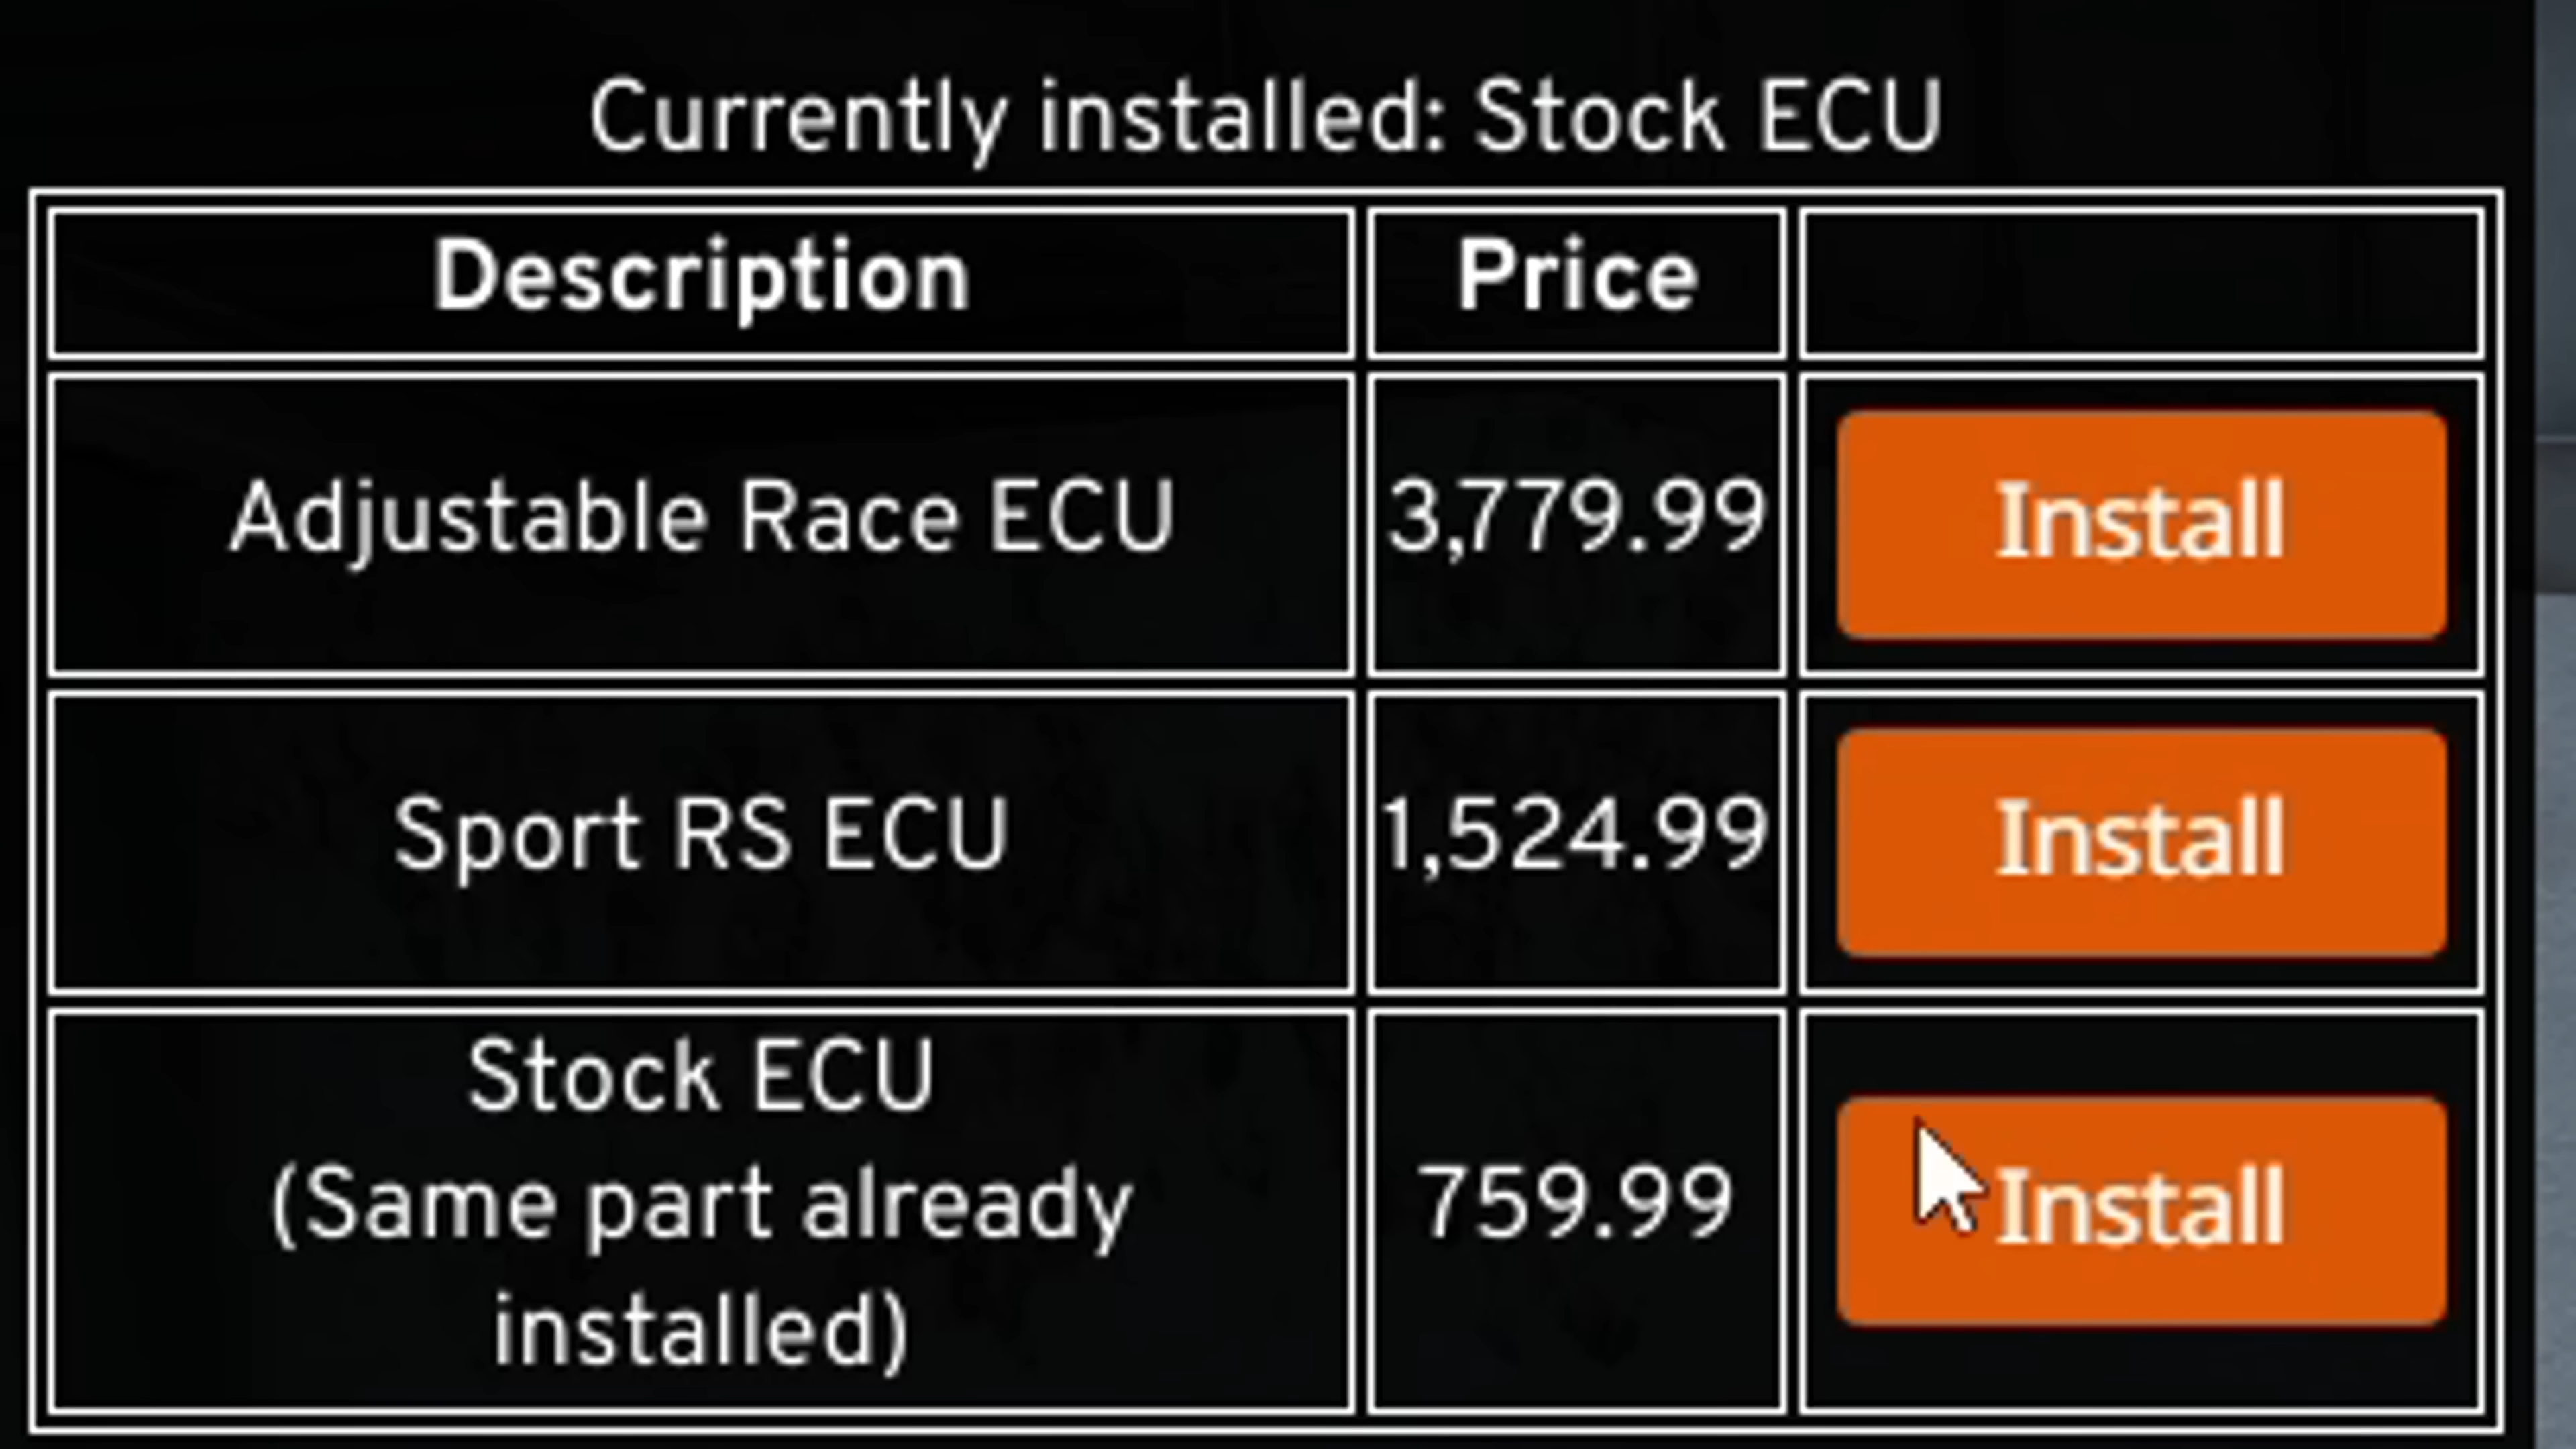 Currently installed: Stock ECU
Description Price
Adjustable Race ECU 3,779.99 Install
Sport RS ECU 1,524.99 Install
Stock ECU
(Same part already 759.99 Install
installed)